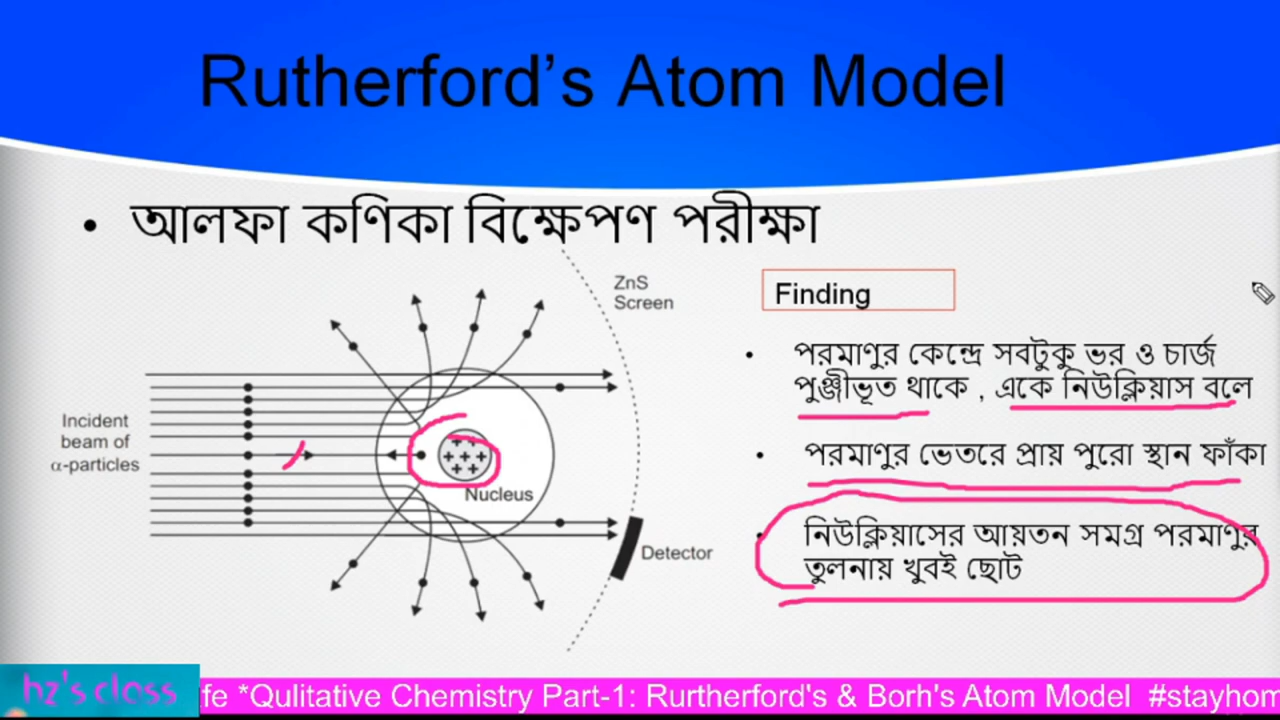 Rutherford's Atom Model
• আলফা কণিকা বিক্ষেপণ পরীক্ষা
ZnS
Screen
Incident
beam of
α-particles
Nucleus
Detector
Finding
• পরমাণুর কেন্দ্রে সবটুকু ভর ও চার্জ
পুঞ্জীভূত থাকে , একে নিউক্লিয়াস বলে
• পরমাণুর ভেতরে প্রায় পুরো স্থান ফাঁকা
• নিউক্লিয়াসের আয়তন সমগ্র পরমাণুর
তুলনায় খুবই ছোট
hz's class
fe *Qulitative Chemistry Part-1: Rurtherford's & Borh's Atom Model #stayhom